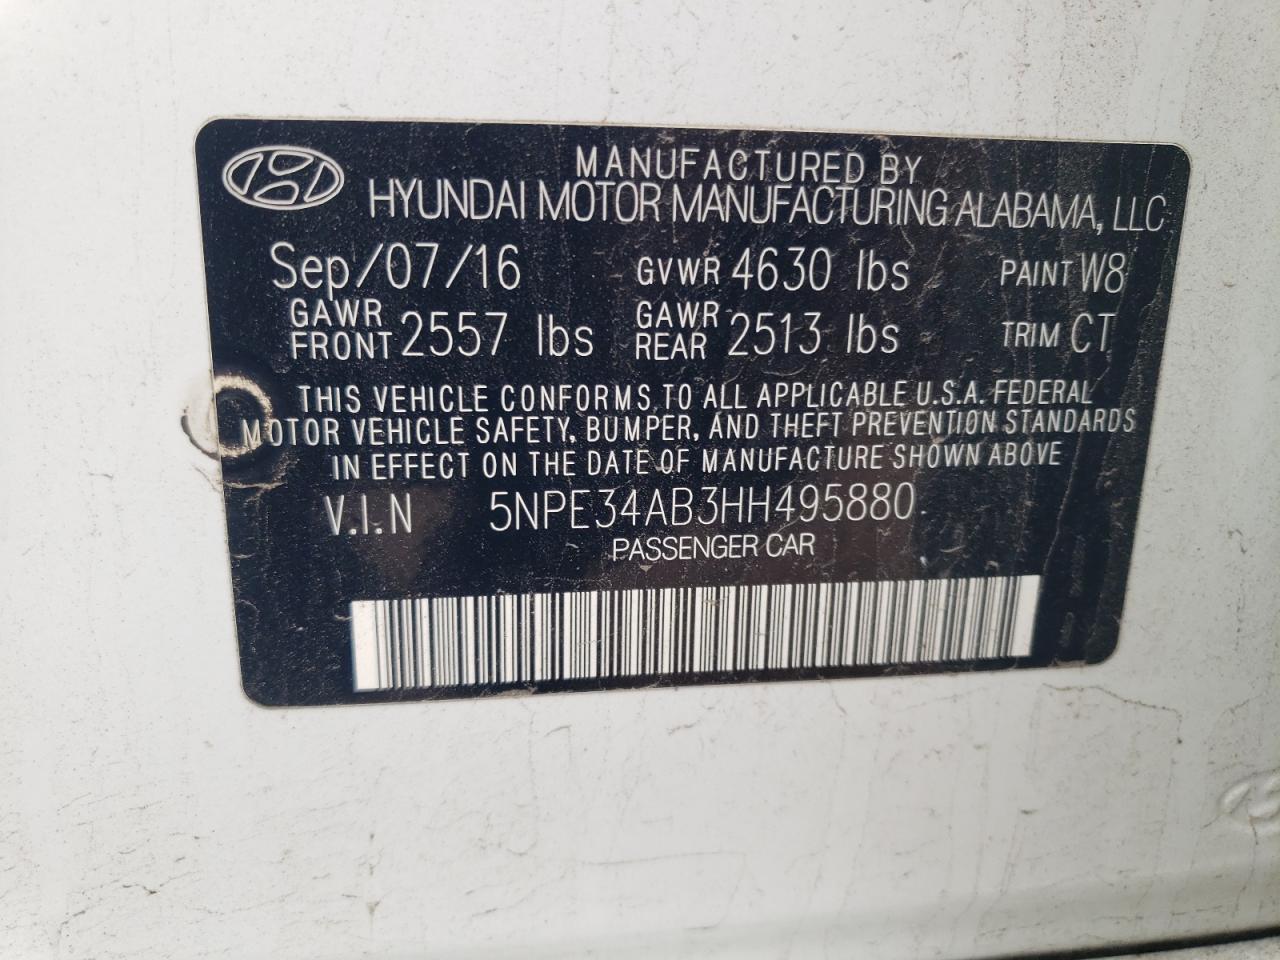 MANUFACTURED BY
HYUNDAI MOTOR MANUFACTURING ALABAMA, LLC
Sep/07/16 GVWR 4630 lbs PAINT W8
GAWR FRONT 2557 lbs GAWR REAR 2513 lbs TRIM CT
THIS VEHICLE CONFORMS TO ALL APPLICABLE U.S.A. FEDERAL
MOTOR VEHICLE SAFETY, BUMPER, AND THEFT PREVENTION STANDARDS
IN EFFECT ON THE DATE OF MANUFACTURE SHOWN ABOVE
V.I.N 5NPE34AB3HH495880
PASSENGER CAR